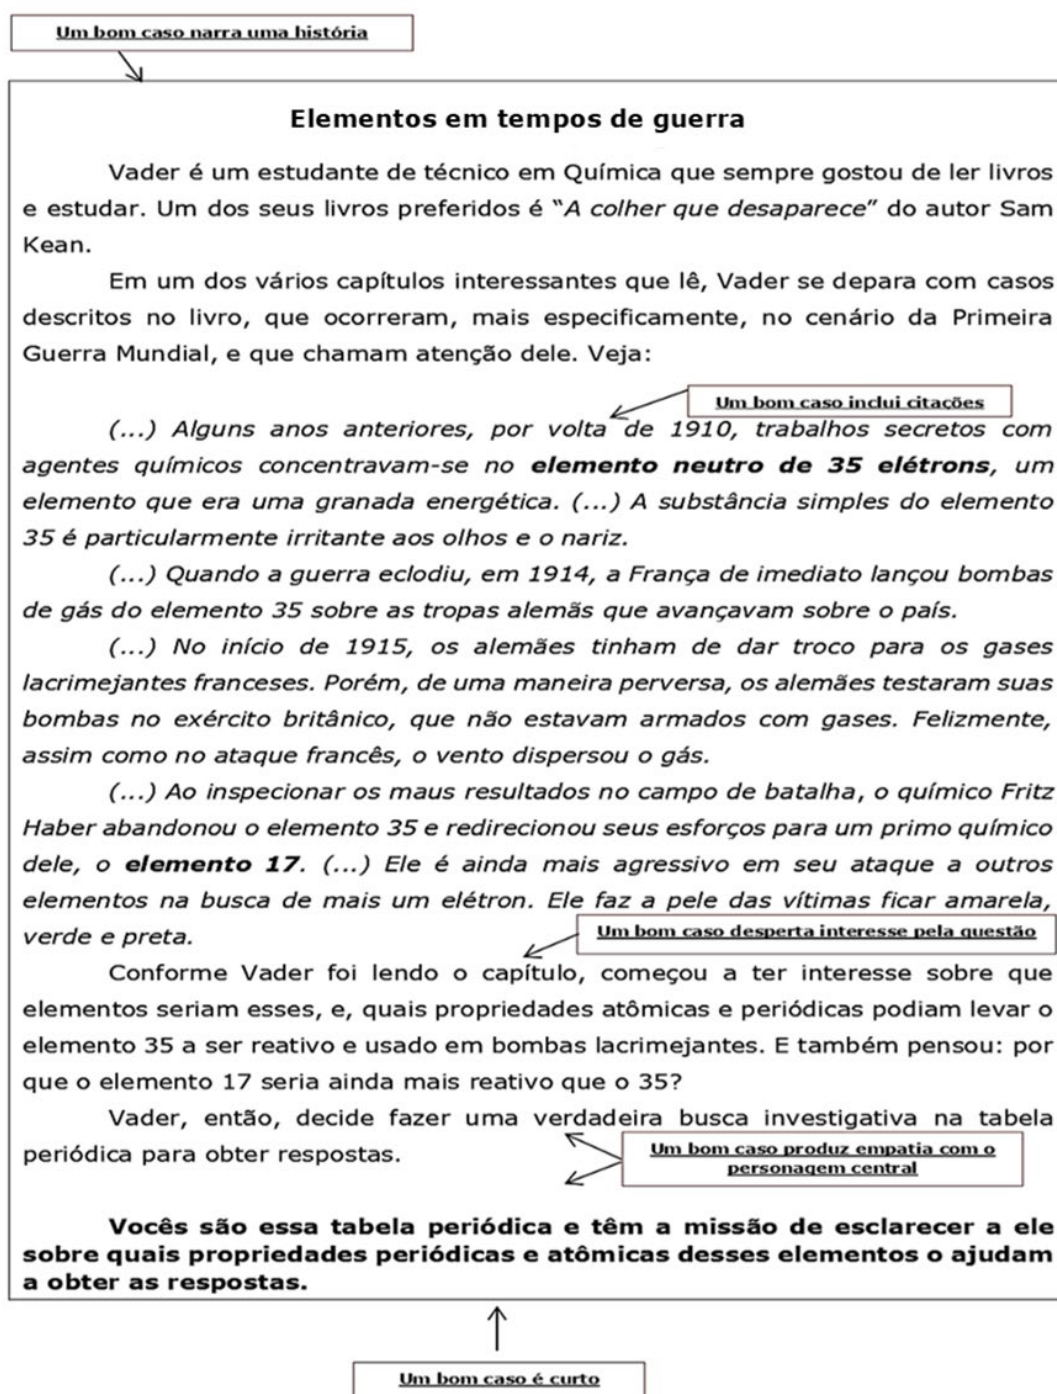 Um bom caso narra uma história
Elementos em tempos de guerra
Vader é um estudante de técnico em Química que sempre gostou de ler livros
e estudar. Um dos seus livros preferidos é “A colher que desaparece” do autor Sam
Kean.
Em um dos vários capítulos interessantes que lê, Vader se depara com casos
descritos no livro, que ocorreram, mais especificamente, no cenário da Primeira
Guerra Mundial, e que chamam atenção dele. Veja:
Um bom caso inclui citações
(...) Alguns anos anteriores, por volta de 1910, trabalhos secretos com
agentes químicos concentravam-se no elemento neutro de 35 elétrons, um
elemento que era uma granada energética. (...) A substância simples do elemento
35 é particularmente irritante aos olhos e o nariz.
(...) Quando a guerra eclodiu, em 1914, a França de imediato lançou bombas
de gás do elemento 35 sobre as tropas alemãs que avançavam sobre o país.
(...) No início de 1915, os alemães tinham de dar troco para os gases
lacrimejantes franceses. Porém, de uma maneira perversa, os alemães testaram suas
bombas no exército britânico, que não estavam armados com gases. Felizmente,
assim como no ataque francês, o vento dispersou o gás.
(...) Ao inspecionar os maus resultados no campo de batalha, o químico Fritz
Haber abandonou o elemento 35 e redirecionou seus esforços para um primo químico
dele, o elemento 17. (...) Ele é ainda mais agressivo em seu ataque a outros
elementos na busca de mais um elétron. Ele faz a pele das vítimas ficar amarela,
verde e preta.
Um bom caso desperta interesse pela questão
Conforme Vader foi lendo o capítulo, começou a ter interesse sobre que
elementos seriam esses, e, quais propriedades atômicas e periódicas podiam levar o
elemento 35 a ser reativo e usado em bombas lacrimejantes. E também pensou: por
que o elemento 17 seria ainda mais reativo que o 35?
Vader, então, decide fazer uma verdadeira busca investigativa na tabela
periódica para obter respostas.
Um bom caso produz empatia com o
personagem central
Vocês são essa tabela periódica e têm a missão de esclarecer a ele
sobre quais propriedades periódicas e atômicas desses elementos o ajudam
a obter as respostas.
Um bom caso é curto